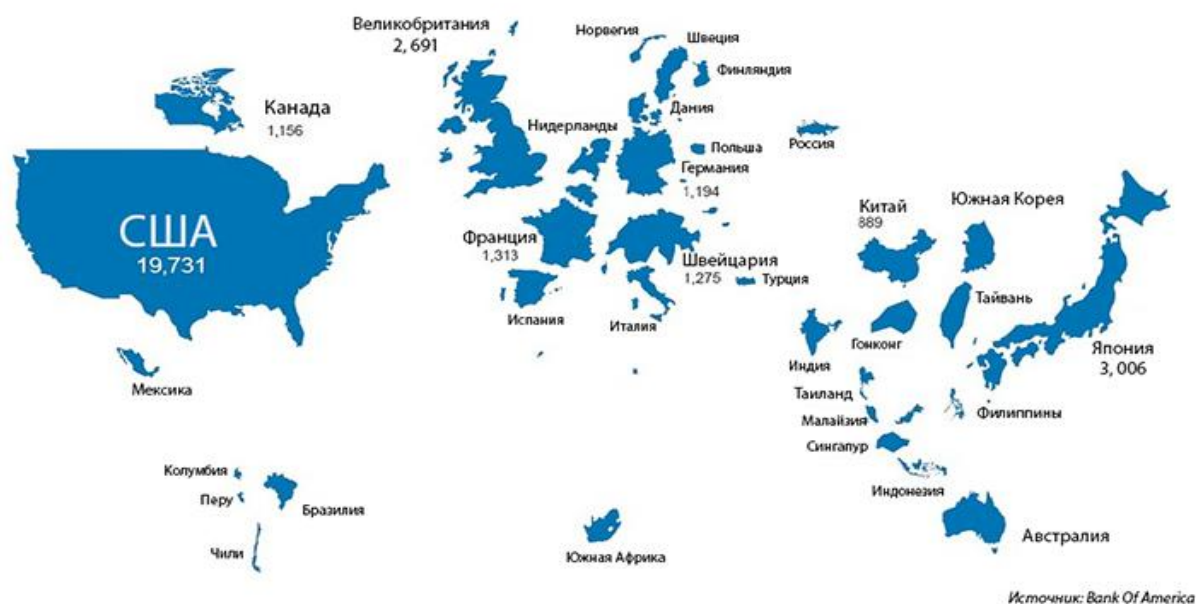 Великобритания
2, 691
Норвегия
Швеция
Финляндия
Канада
1,156
Дания
Нидерланды
Польша
Россия
Германия
1,194
США
19,731
Франция
1,313
Швейцария
1,275
Турция
Китай
889
Южная Корея
Испания
Италия
Тайвань
Гонконг
Индия
Япония
3, 006
Мексика
Таиланд
Малайзия
Филиппины
Сингапур
Колумбия
Перу
Бразилия
Индонезия
Чили
Южная Африка
Австралия
Источник: Bank Of America